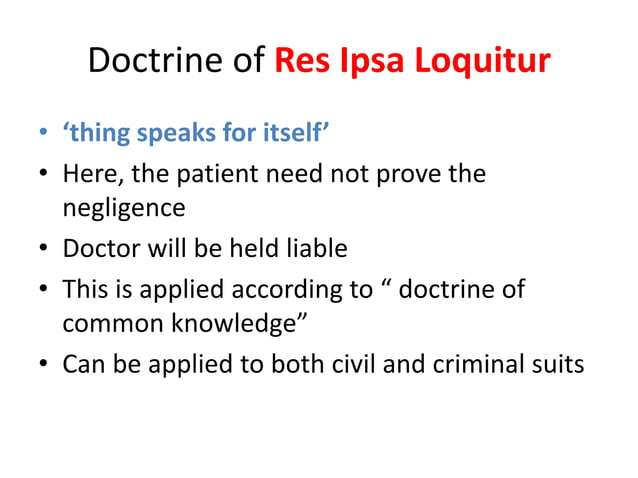 Doctrine of Res Ipsa Loquitur
• ‘thing speaks for itself’
• Here, the patient need not prove the
negligence
• Doctor will be held liable
• This is applied according to “ doctrine of
common knowledge”
• Can be applied to both civil and criminal suits